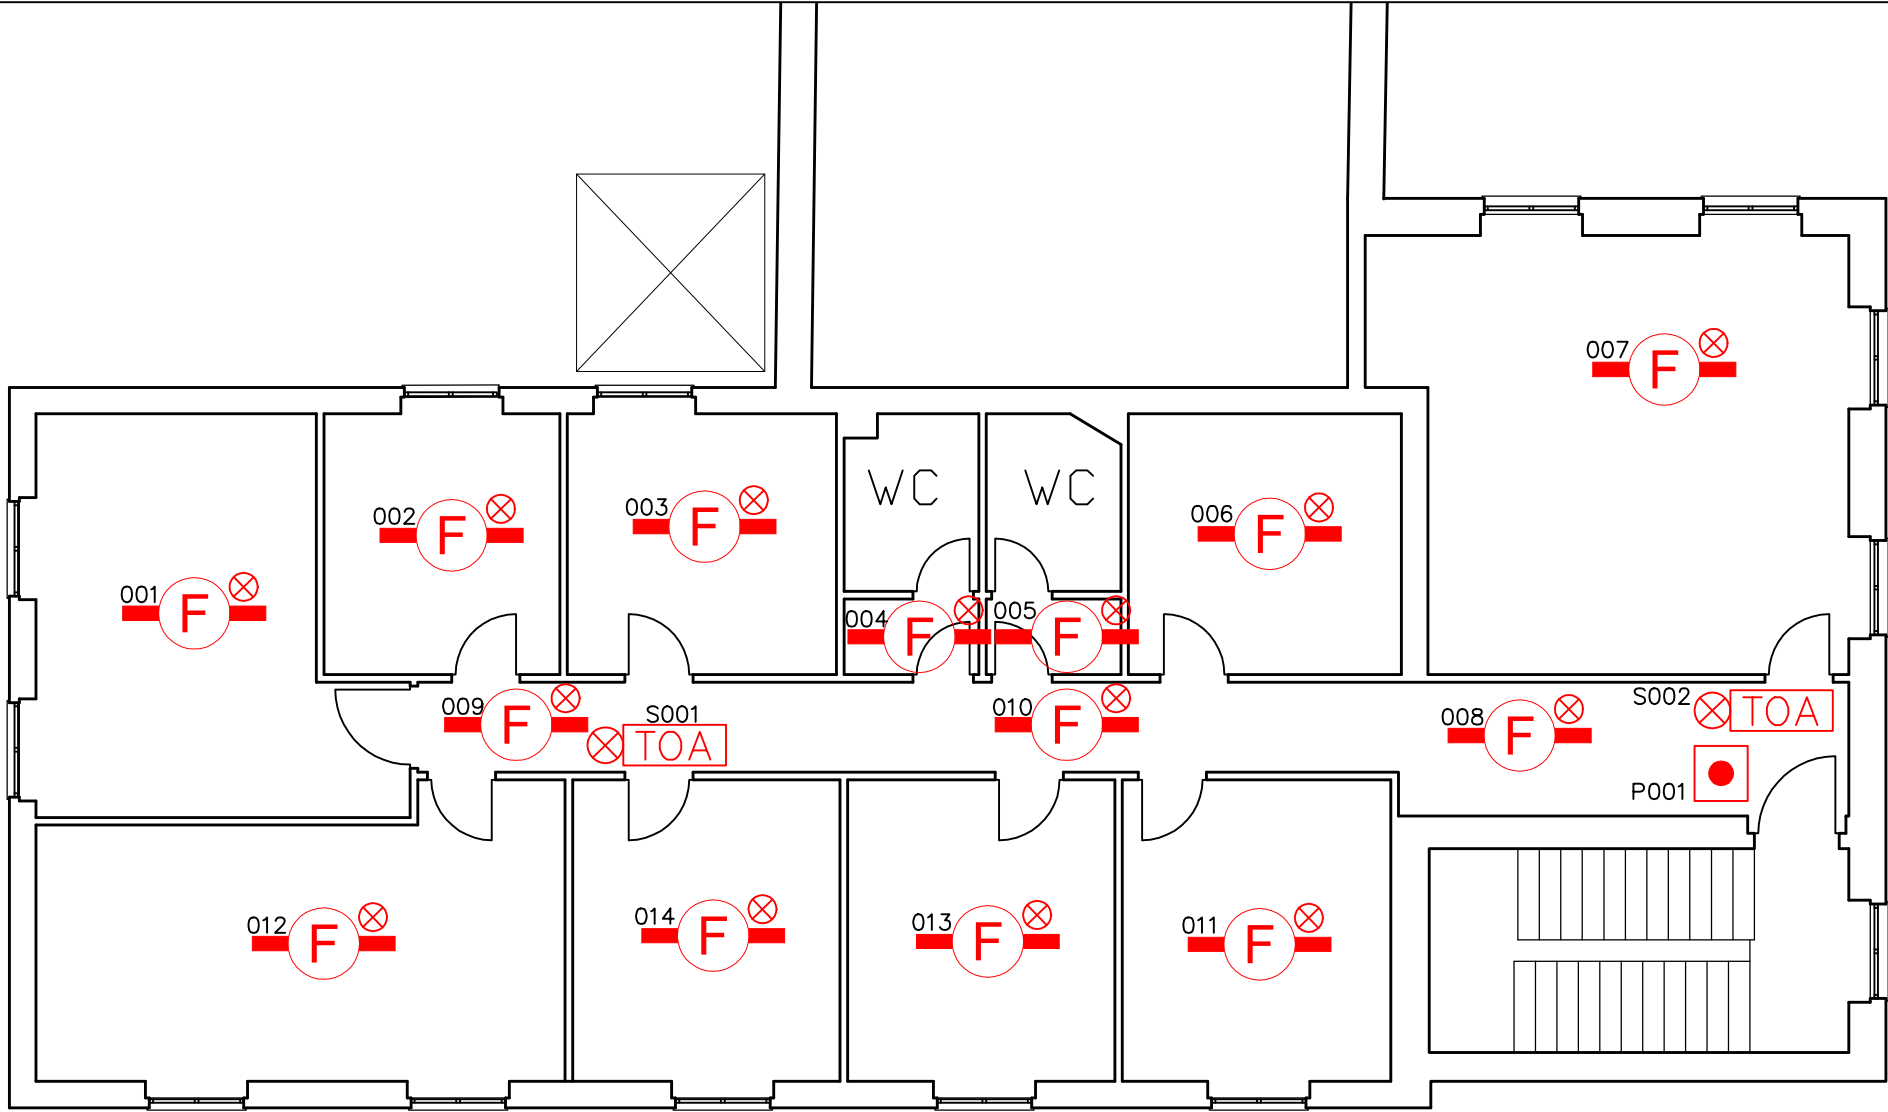 007 F
WC WC
003 F
002 F
006 F
001 F
004 F
005 F
009 F
S001
TOA
010 F
008 F
S002 TOA
P001
012 F
014 F
013 F
011 F